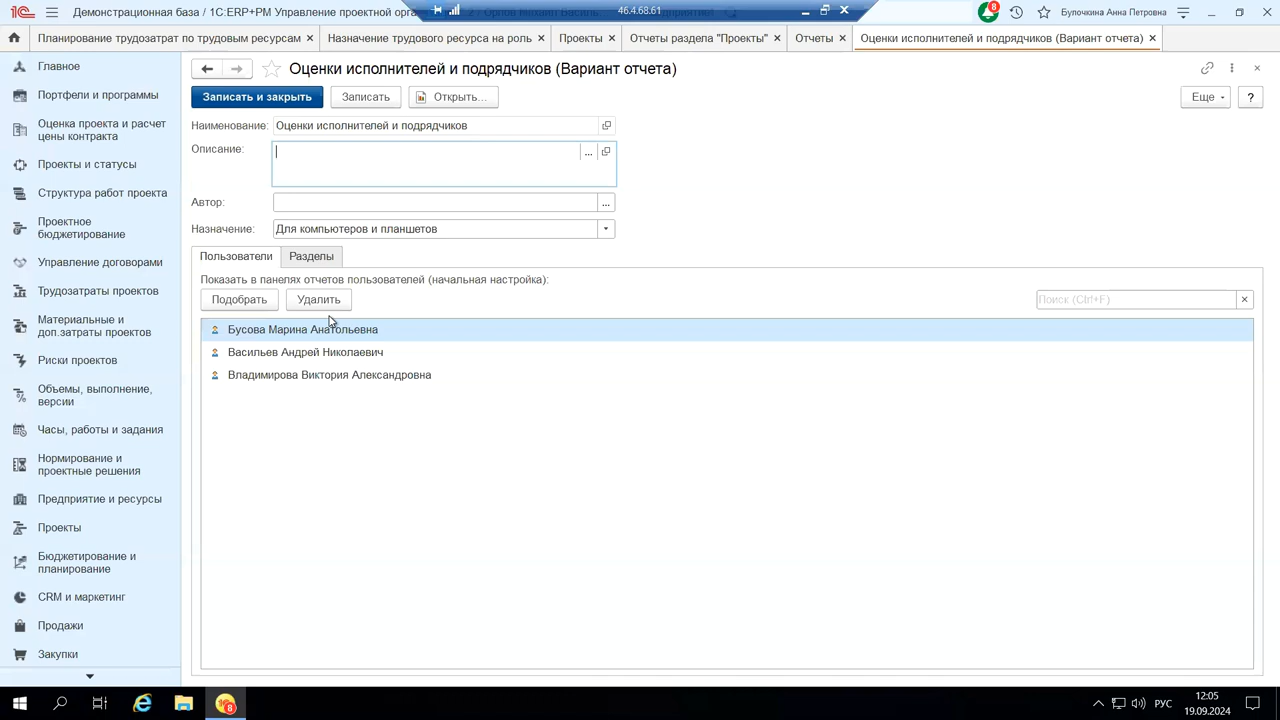 Демонстрационная база / 1С:ERP+PM Управление проектной орг
46.4.68.61
8
Булочкина Анна Петровна
Планирование трудозатрат по трудовым ресурсам ×
Назначение трудового ресурса на роль ×
Проекты ×
Отчеты раздела "Проекты" ×
Отчеты ×
Оценки исполнителей и подрядчиков (Вариант отчета) ×
Главное
Портфели и программы
Оценка проекта и расчет
цены контракта
Проекты и статусы
Структура работ проекта
Проектное
бюджетирование
Управление договорами
Трудозатраты проектов
Материальные и
доп.затраты проектов
Риски проектов
Объемы, выполнение,
версии
Часы, работы и задания
Нормирование и
проектные решения
Предприятие и ресурсы
Проекты
Бюджетирование и
планирование
CRM и маркетинг
Продажи
Закупки
Оценки исполнителей и подрядчиков (Вариант отчета)
Записать и закрыть
Записать
Открыть...
Еще
?
Наименование: Оценки исполнителей и подрядчиков
Описание:
...
Автор:
...
Назначение: Для компьютеров и планшетов
Пользователи
Разделы
Показать в панелях отчетов пользователей (начальная настройка):
Подобрать
Удалить
Поиск (Ctrl+F)
×
Бусова Марина Анатольевна
Васильев Андрей Николаевич
Владимирова Виктория Александровна
8
РУС
12:05
19.09.2024